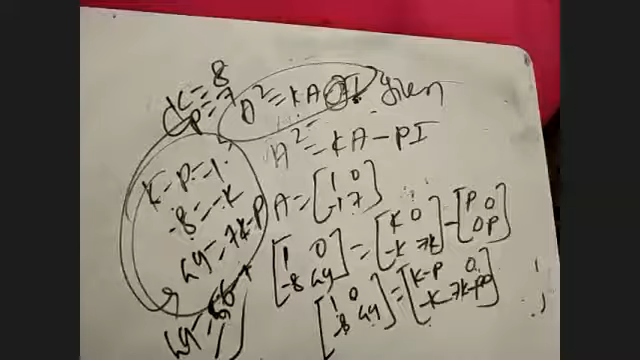 K=8
P=7
A²=KA-7I given
A²=KA-PI
K-P=1
-8=-K
49=7K-P
A=[1 0
-1 7]
[1 0
-8 49]=[K 0
-K 7K]-[P 0
0 P]
[1 0
-8 49]=[K-P 0
-K 7K-P]